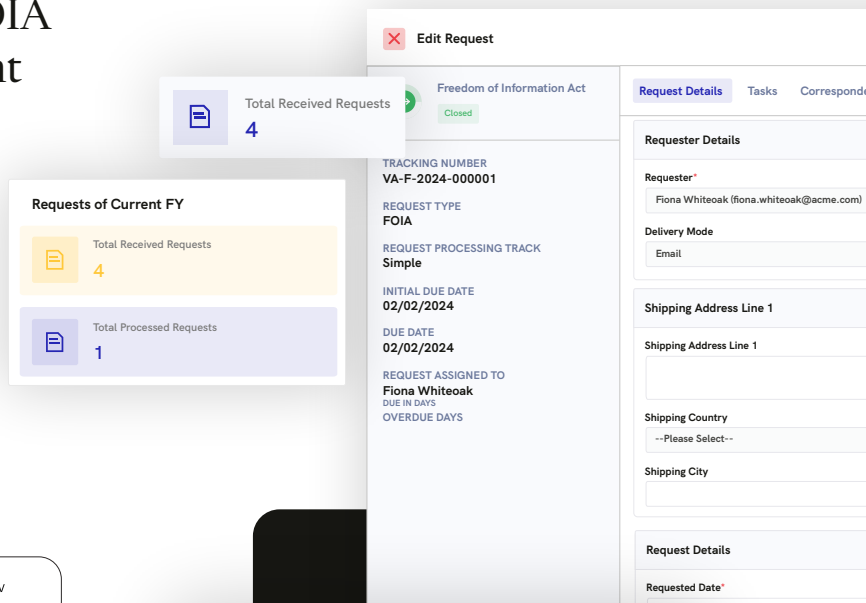 OIA
nt
Total Received Requests
4
Requests of Current FY
Total Received Requests
4
Total Processed Requests
1
Edit Request
Freedom of Information Act
Closed
TRACKING NUMBER
VA-F-2024-000001
REQUEST TYPE
FOIA
REQUEST PROCESSING TRACK
Simple
INITIAL DUE DATE
02/02/2024
DUE DATE
02/02/2024
REQUEST ASSIGNED TO
Fiona Whiteoak
DUE IN DAYS
OVERDUE DAYS
Request Details Tasks Corresponde
Requester Details
Requester*
Fiona Whiteoak (fiona.whiteoak@acme.com)
Delivery Mode
Email
Shipping Address Line 1
Shipping Address Line 1
Shipping Country
--Please Select--
Shipping City
Request Details
Requested Date*